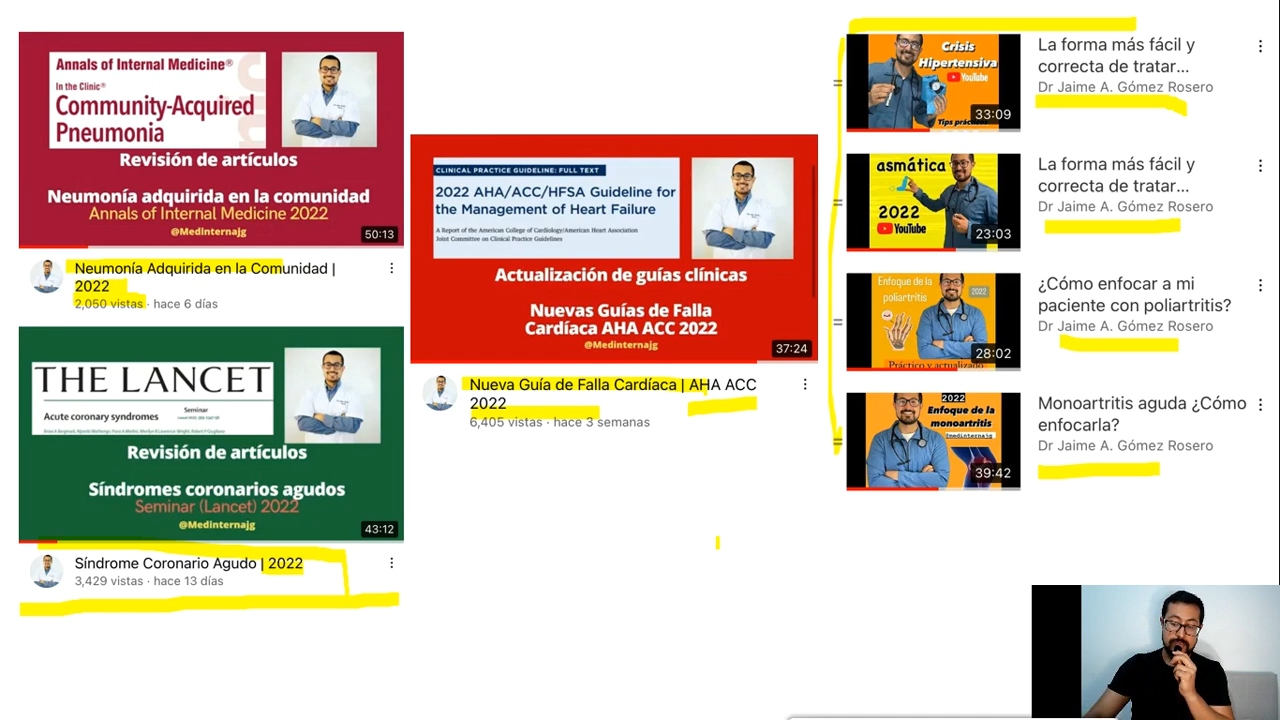 Annals of Internal Medicine®
In the Clinic®
Community-Acquired
Pneumonia
Revisión de artículos
Neumonía adquirida en la comunidad
Annals of Internal Medicine 2022
@Medinternajg
50:13
Neumonía Adquirida en la Comunidad |
2022
2,050 vistas · hace 6 días
THE LANCET
Seminar
Acute coronary syndromes
Revisión de artículos
Síndromes coronarios agudos
Seminar (Lancet) 2022
@Medinternajg
43:12
Síndrome Coronario Agudo | 2022
3,429 vistas · hace 13 días
CLINICAL PRACTICE GUIDELINE: FULL TEXT
2022 AHA/ACC/HFSA Guideline for
the Management of Heart Failure
A Report of the American College of Cardiology/American Heart Association
Joint Committee on Clinical Practice Guidelines
Actualización de guías clínicas
Nuevas Guías de Falla
Cardíaca AHA ACC 2022
@Medinternajg
37:24
Nueva Guía de Falla Cardíaca | AHA ACC
2022
6,405 vistas · hace 3 semanas
Crisis
Hipertensiva
YouTube
33:09
Tips
La forma más fácil y
correcta de tratar...
Dr Jaime A. Gómez Rosero
asmática
2022
YouTube
23:03
La forma más fácil y
correcta de tratar...
Dr Jaime A. Gómez Rosero
Enfoque de la
poliartritis
2022
28:02
Práctico y actualizado
¿Cómo enfocar a mi
paciente con poliartritis?
Dr Jaime A. Gómez Rosero
2022
Enfoque de la
monoartritis
@medinternajg
39:42
Monoartritis aguda ¿Cómo
enfocarla?
Dr Jaime A. Gómez Rosero